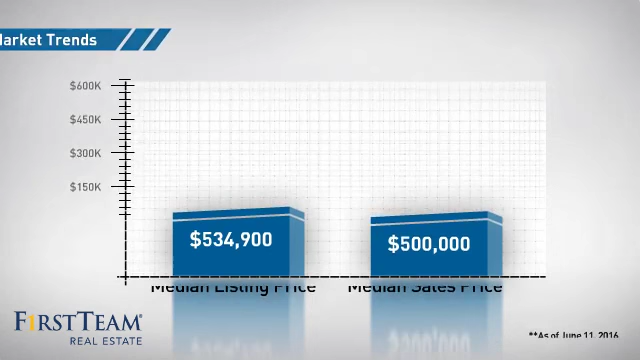 Market Trends
$600K
$450K
$300K
$150K
$534,900
$500,000
Median Listing Price
Median Sales Price
FIRSTTEAM®
REAL ESTATE
**As of June 11, 2016